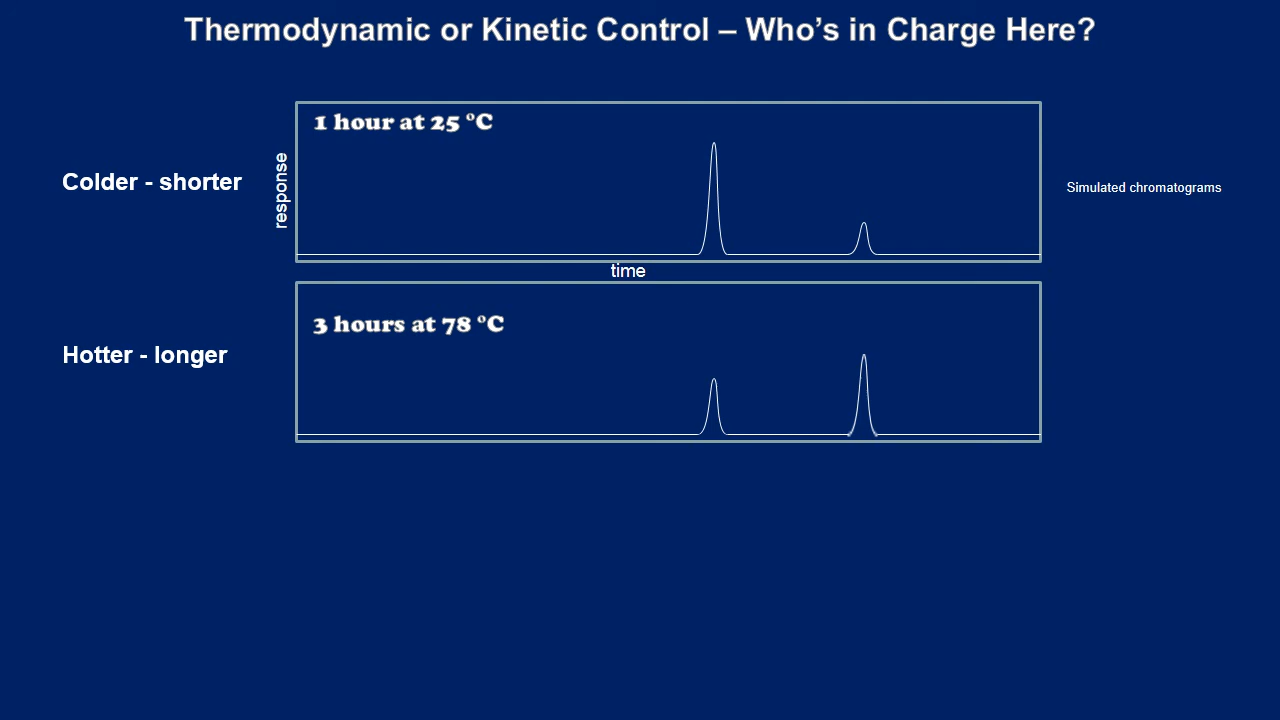 Thermodynamic or Kinetic Control – Who’s in Charge Here?
1 hour at 25 °C
Colder - shorter
response
Simulated chromatograms
time
3 hours at 78 °C
Hotter - longer